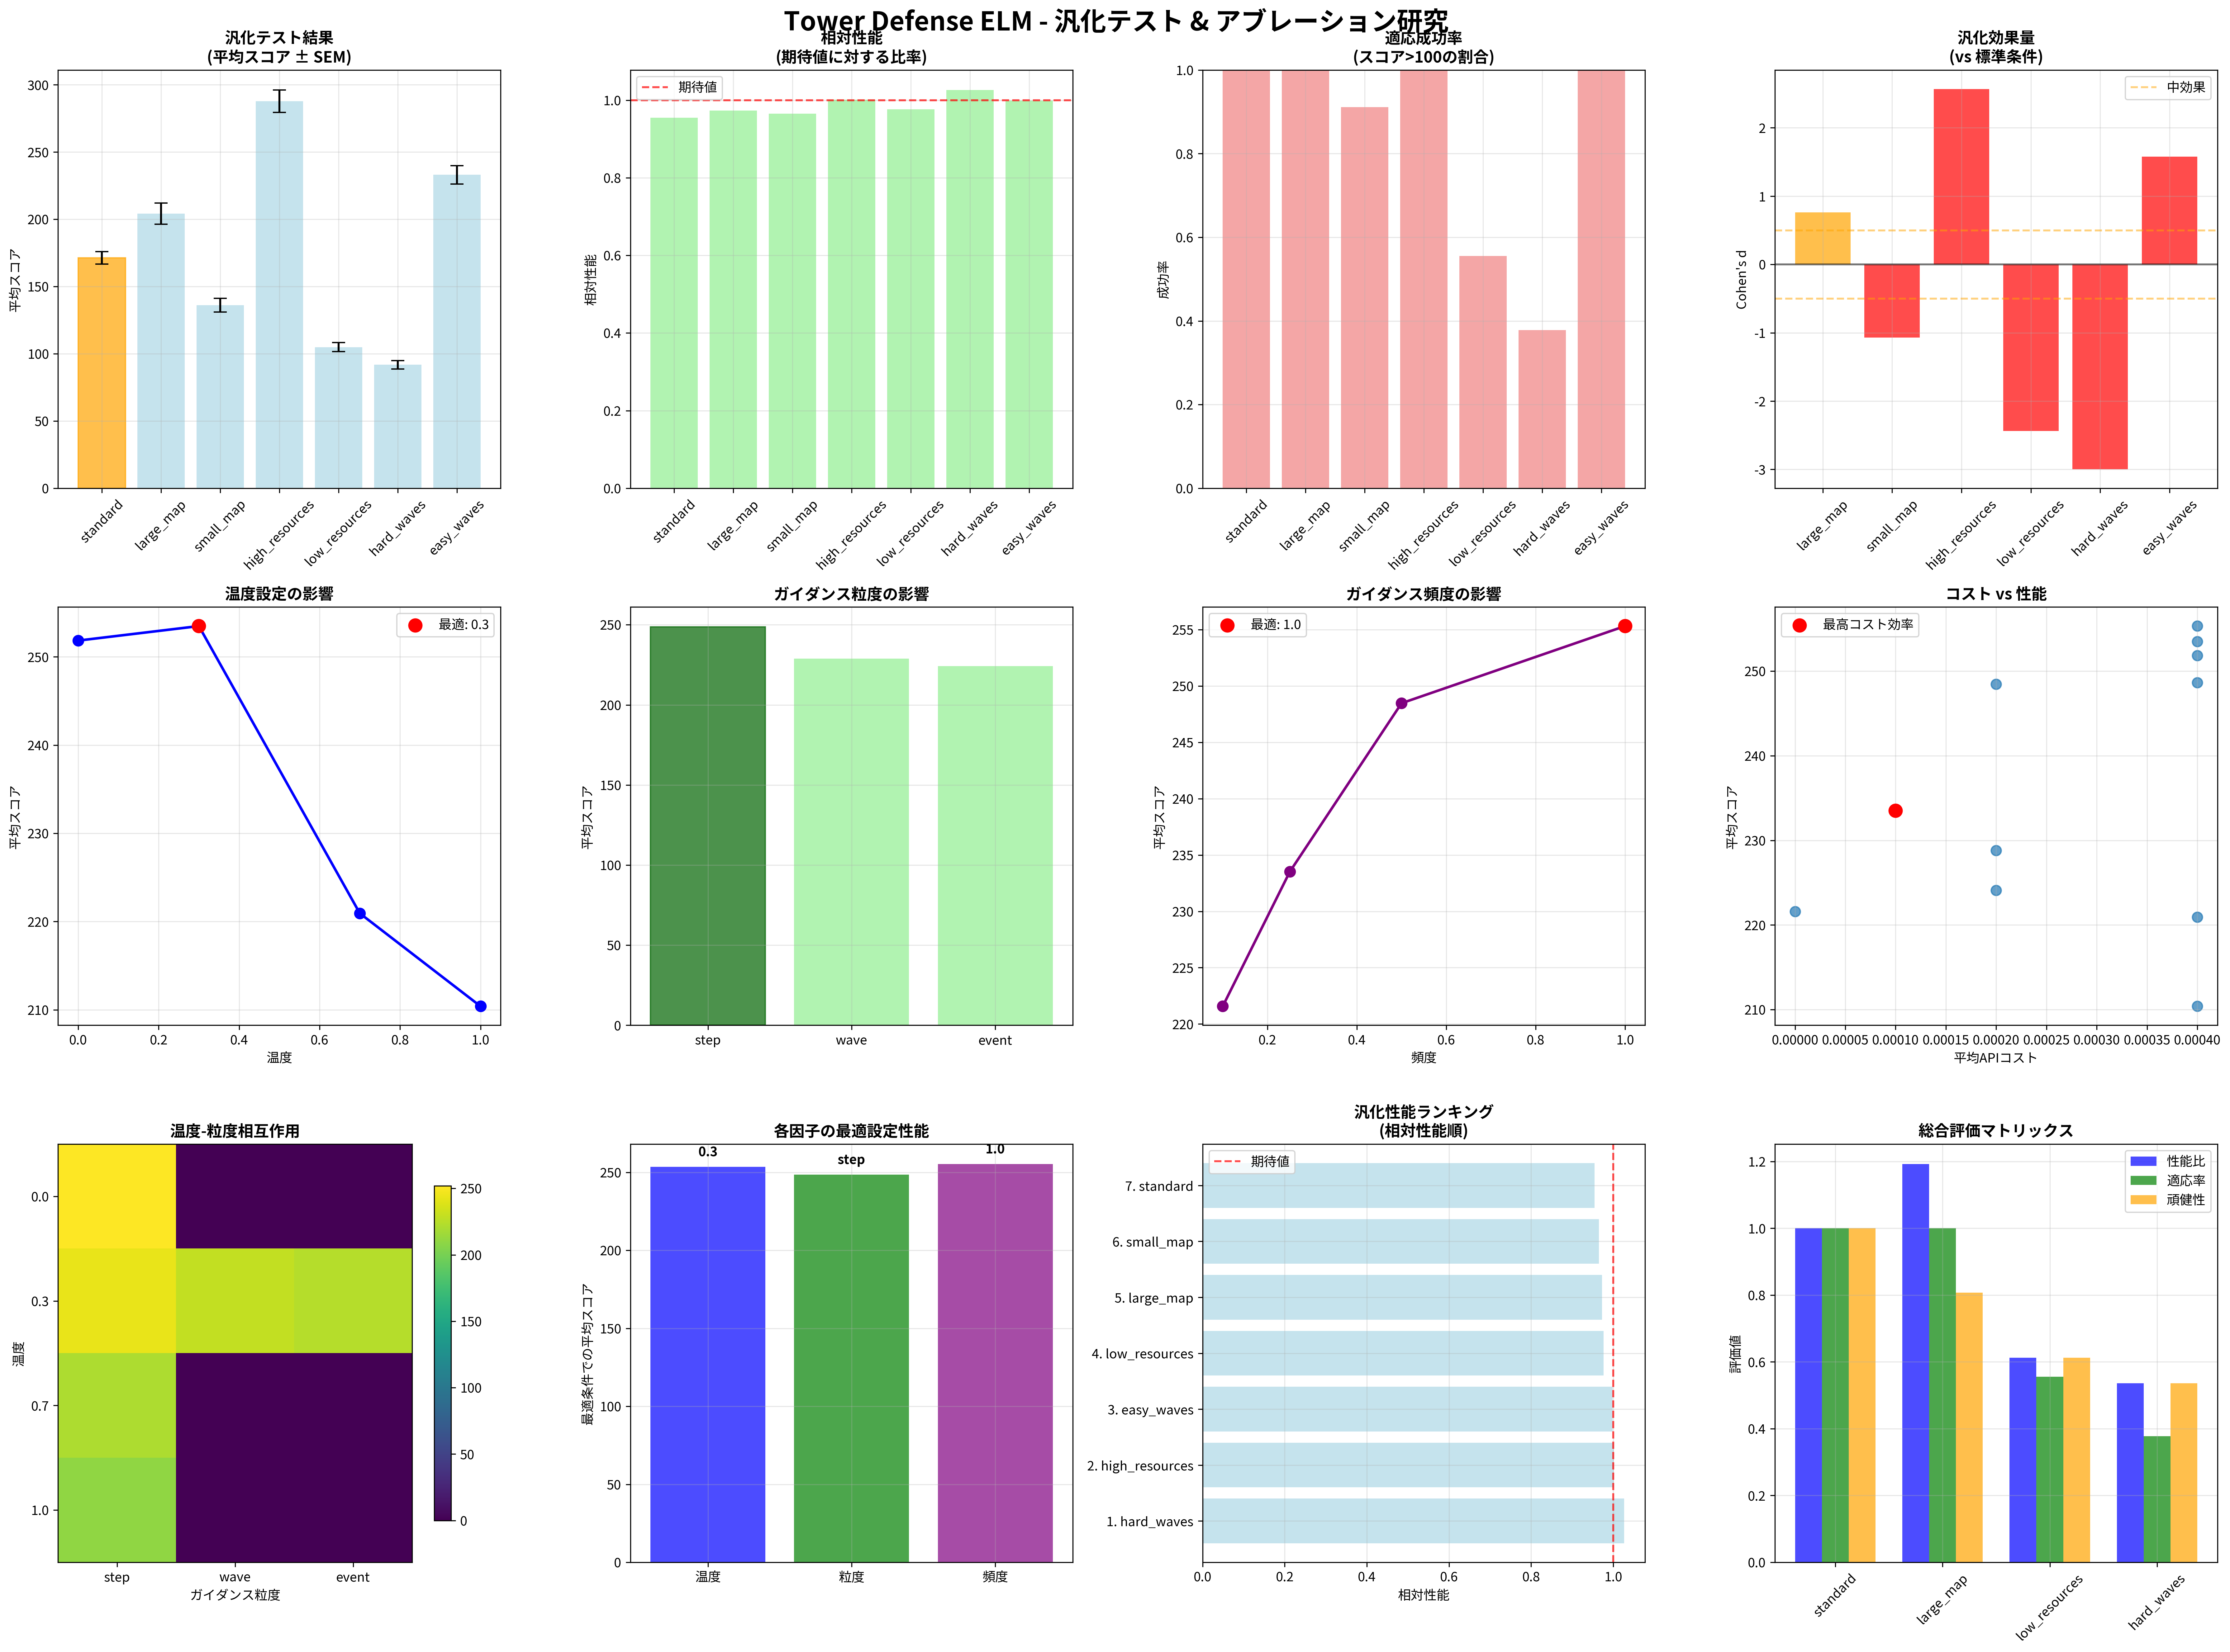 Tower Defense ELM - 汎化テスト & アブレーション研究
汎化テスト結果
(平均スコア ± SEM)
平均スコア
300
250
200
150
100
50
0
standard
large_map
small_map
high_resources
low_resources
hard_waves
easy_waves
相対性能
(期待値に対する比率)
期待値
相対性能
1.0
0.8
0.6
0.4
0.2
0.0
standard
large_map
small_map
high_resources
low_resources
hard_waves
easy_waves
適応成功率
(スコア>100の割合)
成功率
1.0
0.8
0.6
0.4
0.2
0.0
standard
large_map
small_map
high_resources
low_resources
hard_waves
easy_waves
汎化効果量
(vs 標準条件)
中効果
Cohen's d
2
1
0
-1
-2
-3
large_map
small_map
high_resources
low_resources
hard_waves
easy_waves
温度設定の影響
最適: 0.3
平均スコア
250
240
230
220
210
0.0 0.2 0.4 0.6 0.8 1.0
温度
ガイダンス粒度の影響
平均スコア
250
200
150
100
50
0
step wave event
ガイダンス頻度の影響
最適: 1.0
平均スコア
255
250
245
240
235
230
225
220
0.2 0.4 0.6 0.8 1.0
頻度
コスト vs 性能
最高コスト効率
平均スコア
250
240
230
220
210
0.00000 0.00005 0.00010 0.00015 0.00020 0.00025 0.00030 0.00035 0.00040
平均APIコスト
温度-粒度相互作用
温度
0.0
0.3
0.7
1.0
step wave event
ガイダンス粒度
250
200
150
100
50
0
各因子の最適設定性能
最適条件での平均スコア
250
200
150
100
50
0
0.3
step
1.0
温度 粒度 頻度
汎化性能ランキング
(相対性能順)
期待値
7. standard
6. small_map
5. large_map
4. low_resources
3. easy_waves
2. high_resources
1. hard_waves
0.0 0.2 0.4 0.6 0.8 1.0
相対性能
総合評価マトリックス
性能比
適応率
頑健性
評価値
1.2
1.0
0.8
0.6
0.4
0.2
0.0
standard
large_map
low_resources
hard_waves